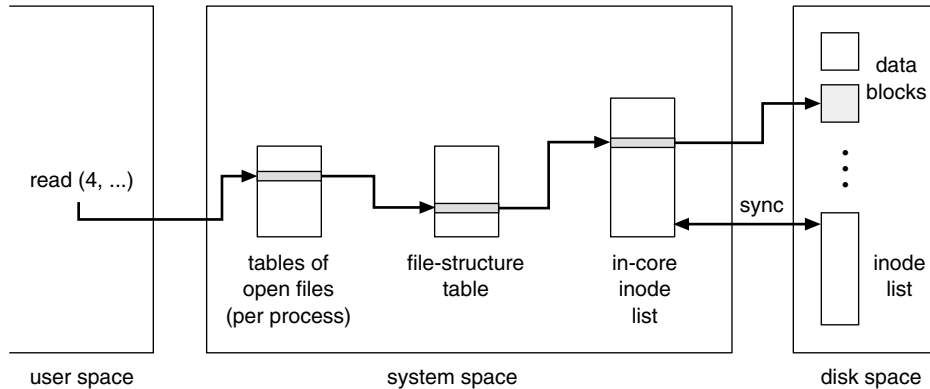 read (4, ...)
tables of
open files
(per process)
file-structure
table
in-core
inode
list
sync
data
blocks
inode
list
user space
system space
disk space